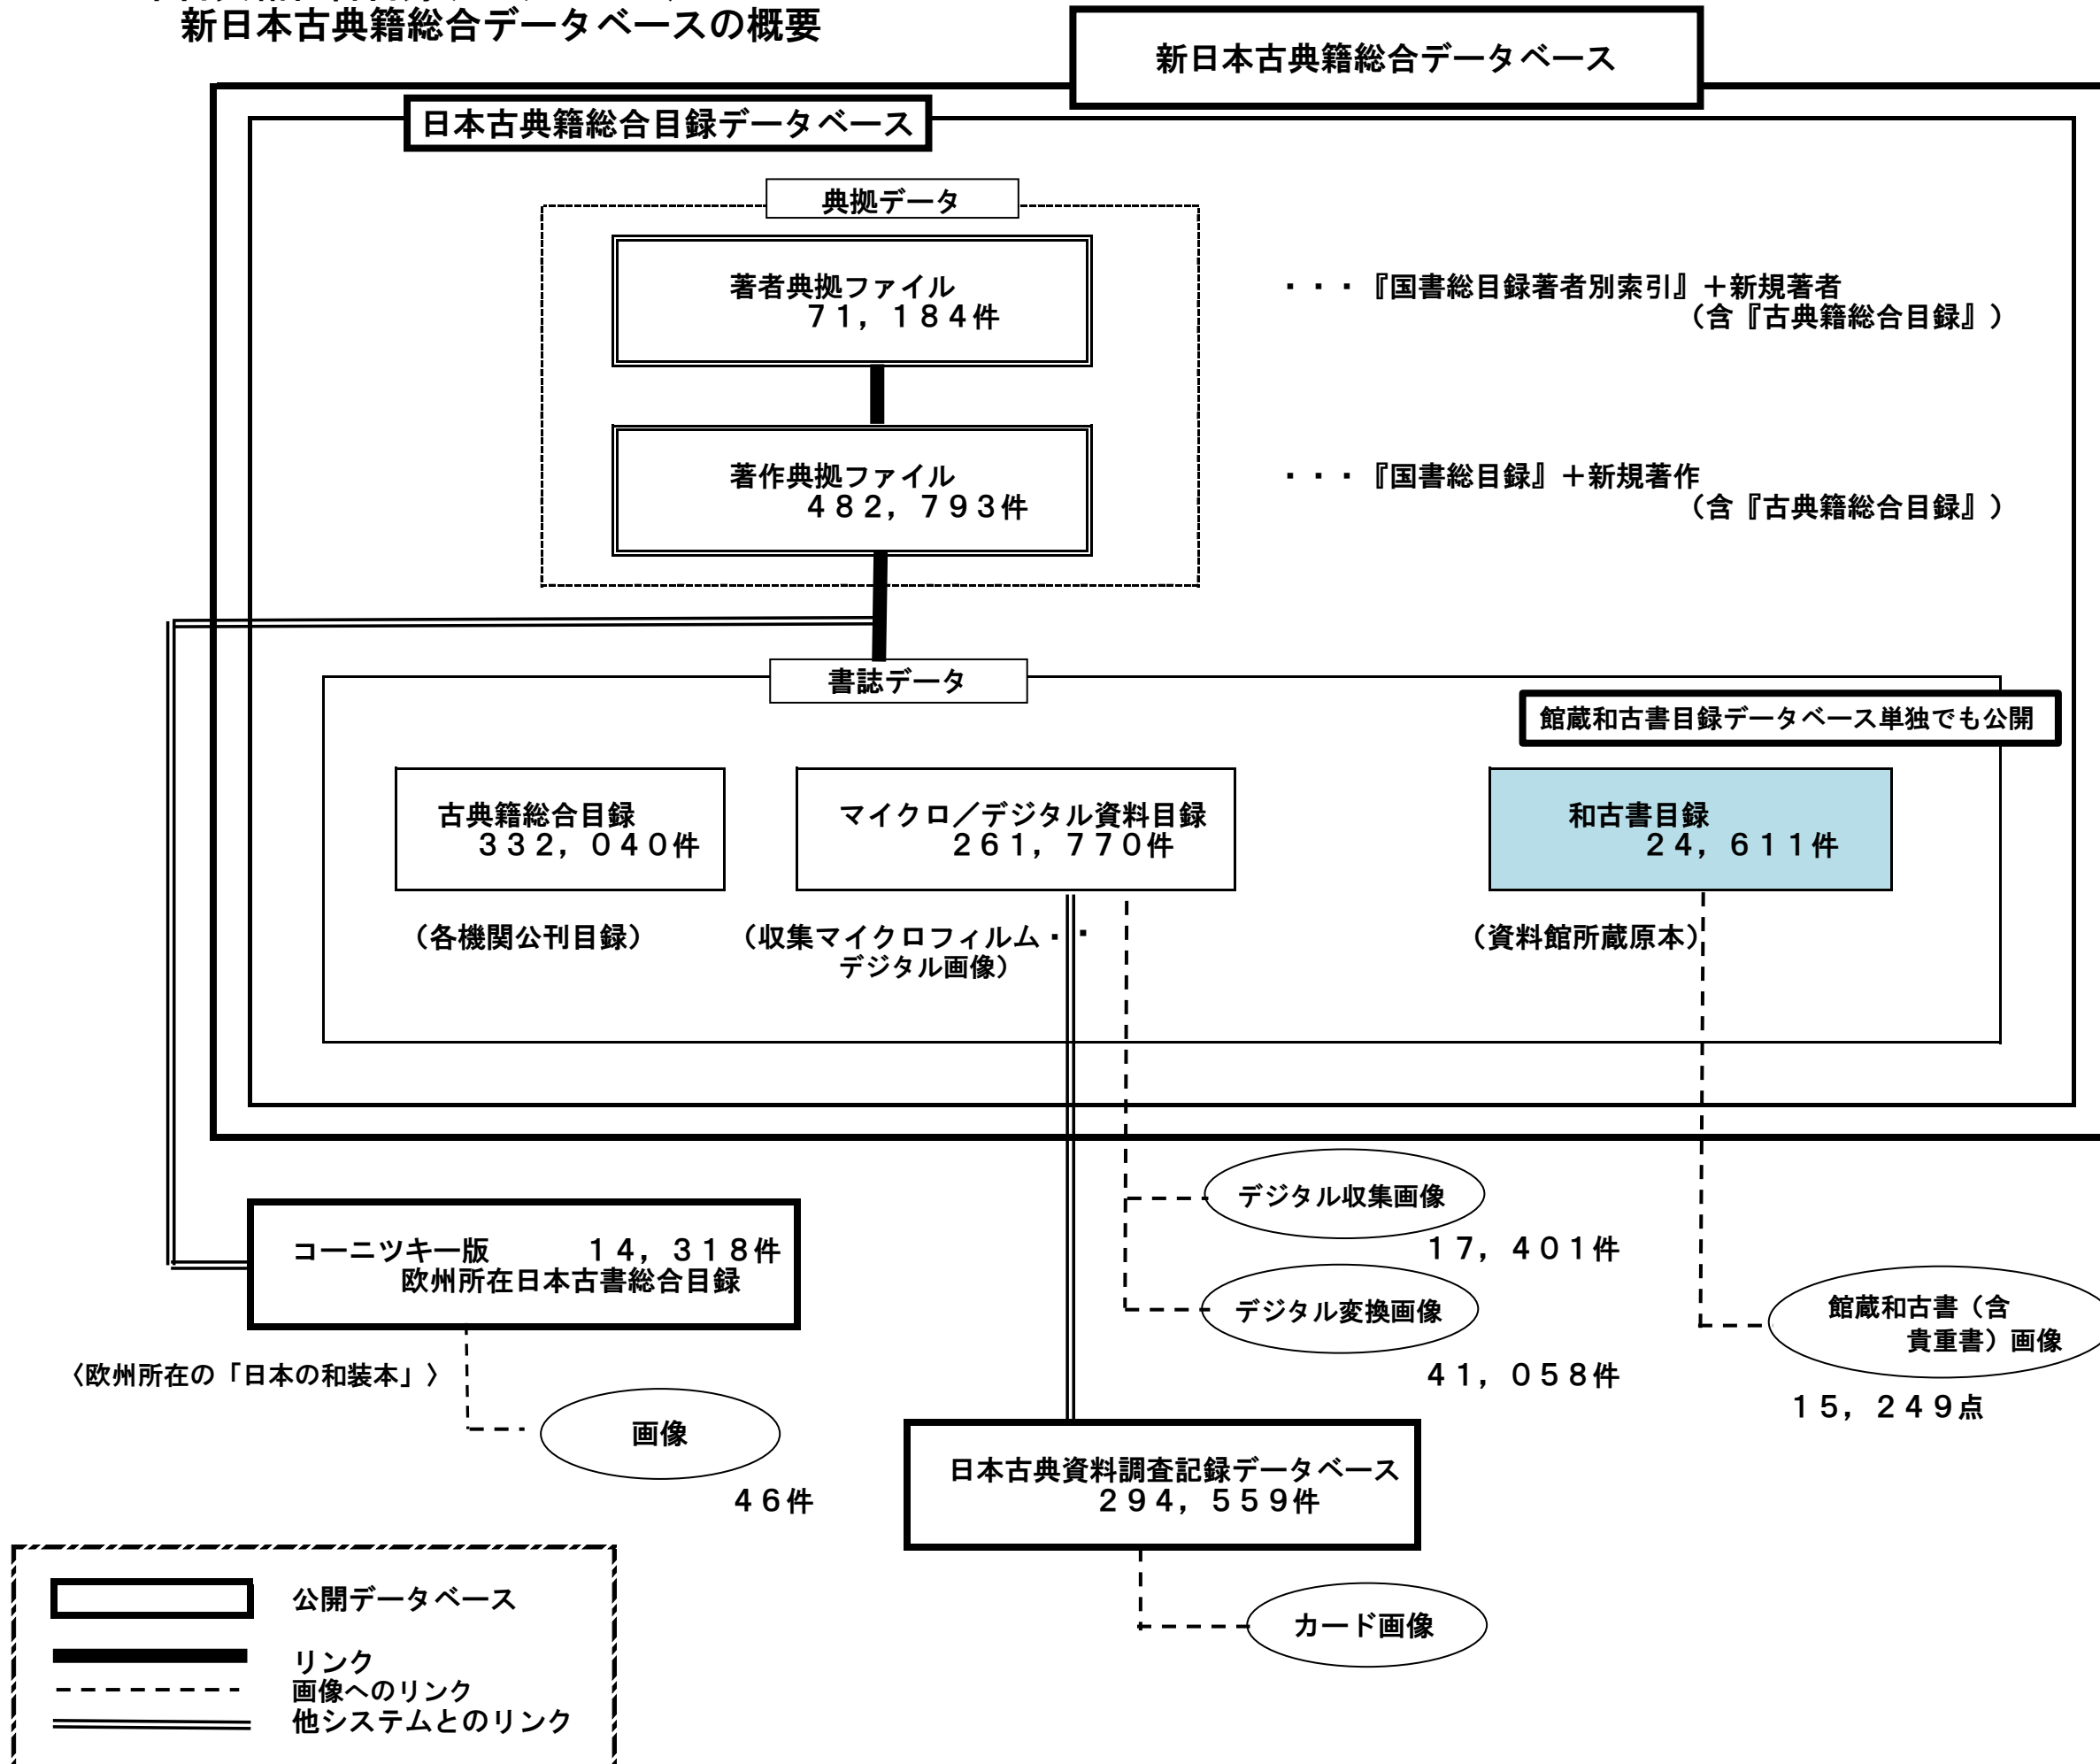 新日本古典籍総合データベースの概要
新日本古典籍総合データベース
日本古典籍総合目録データベース
典拠データ
著者典拠ファイル
71,184件
・・・『国書総目録著者別索引』＋新規著者
（含『古典籍総合目録』）
著作典拠ファイル
482,793件
・・・『国書総目録』＋新規著作
（含『古典籍総合目録』）
書誌データ
館蔵和古書目録データベース単独でも公開
古典籍総合目録
332,040件
マイクロ／デジタル資料目録
261,770件
和古書目録
24,611件
（各機関公刊目録）
（収集マイクロフィルム・・
デジタル画像）
（資料館所蔵原本）
デジタル収集画像
17,401件
コーニツキー版　14,318件
欧州所在日本古書総合目録
デジタル変換画像
41,058件
館蔵和古書（含
貴重書）画像
15,249点
〈欧州所在の「日本の和装本」〉
画像
46件
日本古典資料調査記録データベース
294,559件
カード画像
公開データベース
リンク
画像へのリンク
他システムとのリンク